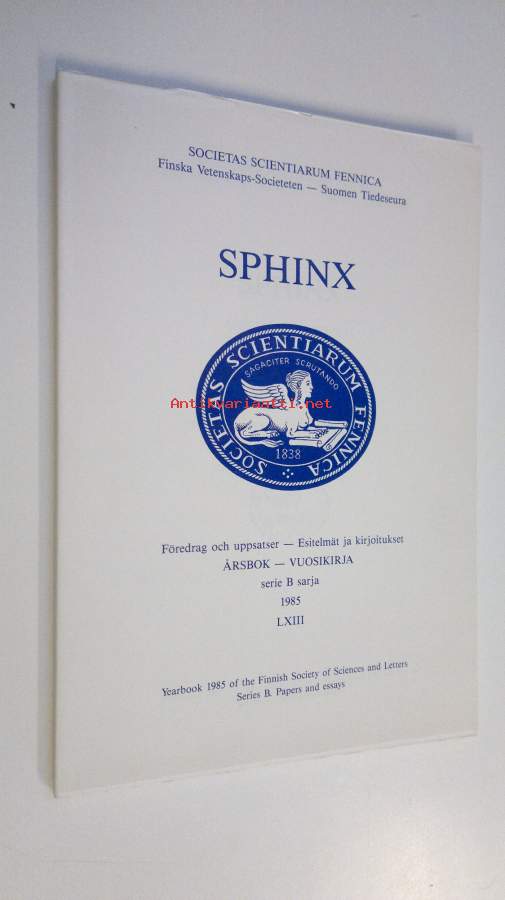 SOCIETAS SCIENTIARUM FENNICA
Finska Vetenskaps-Societeten — Suomen Tiedeseura
SPHINX
SOCIETAS SCIENTIARUM FENNICA
SAGACITER SCRUTANDO
Antikvariaatti.net
1838
Föredrag och uppsatser — Esitelmät ja kirjoitukset
ÅRSBOK — VUOSIKIRJA
serie B sarja
1985
LXIII
Yearbook 1985 of the Finnish Society of Sciences and Letters
Series B. Papers and essays